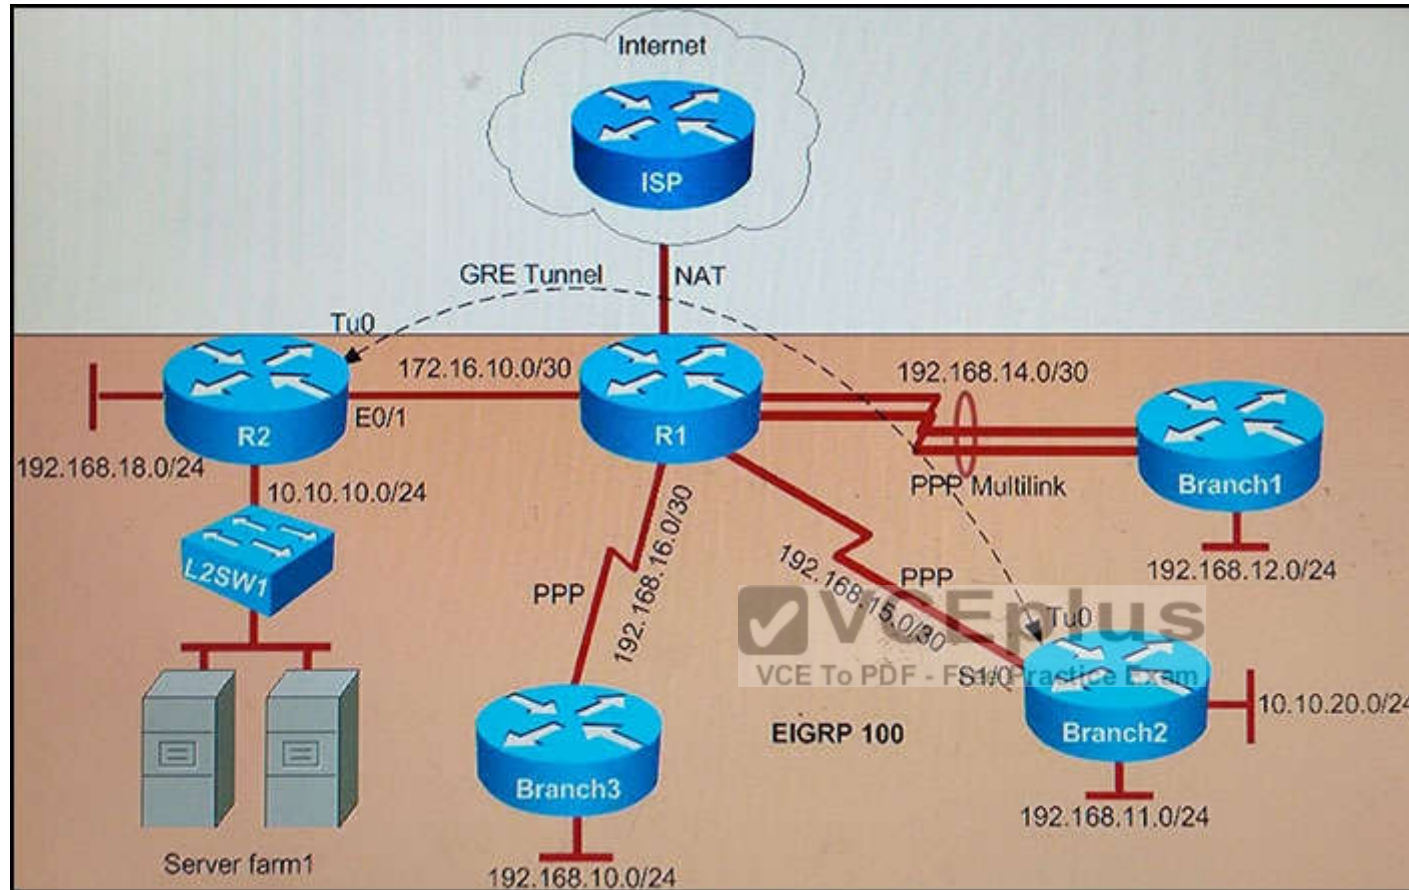 Internet
ISP
GRE Tunnel
NAT
Tu0
172.16.10.0/30
192.168.14.0/30
E0/1
R2
R1
Branch1
192.168.18.0/24
10.10.10.0/24
PPP Multilink
L2SW1
PPP
192.168.16.0/30
PPP
192.168.15.0/30
192.168.12.0/24
VCEplus
Tu0
VCE To PDF - Free Practice Exam
S1/0
10.10.20.0/24
EIGRP 100
Branch2
Branch3
192.168.11.0/24
Server farm1
192.168.10.0/24